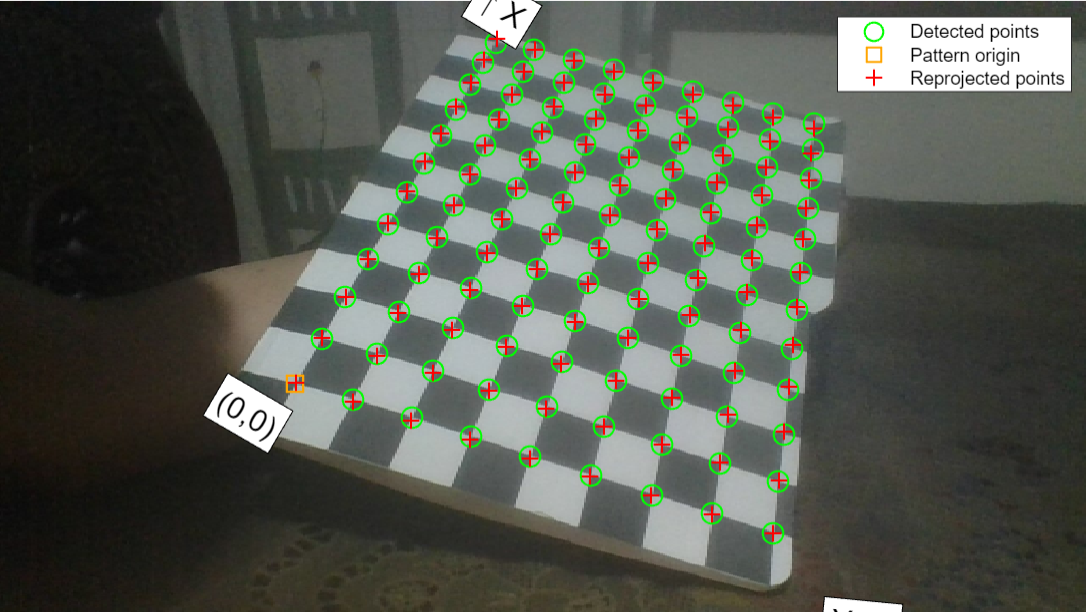 X
Detected points
Pattern origin
Reprojected points
(0,0)